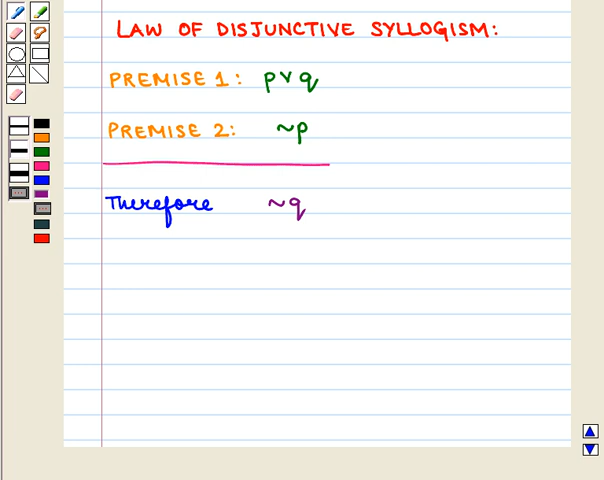 LAW OF DISJUNCTIVE SYLLOGISM:
PREMISE 1: p∨q
PREMISE 2: ~p
Therefore ~q